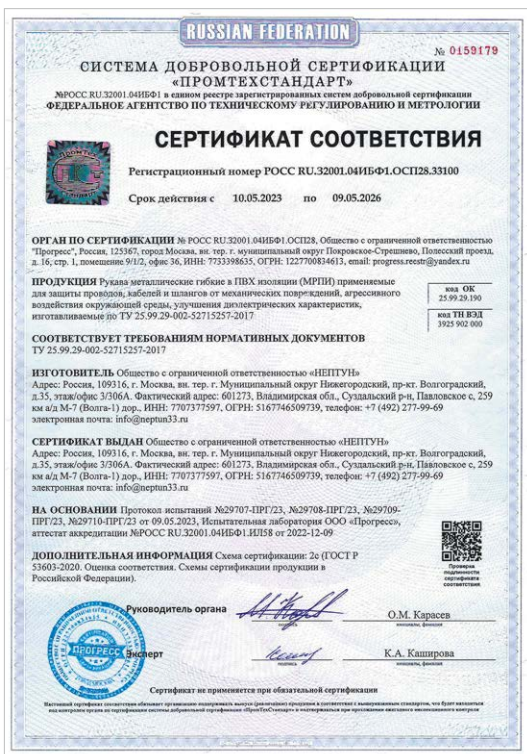 RUSSIAN FEDERATION
№ 0159179
СИСТЕМА ДОБРОВОЛЬНОЙ СЕРТИФИКАЦИИ
«ПРОМТЕХСТАНДАРТ»
№РОСС RU.32001.04ИБФ1 в едином реестре зарегистрированных систем добровольной сертификации
ФЕДЕРАЛЬНОЕ АГЕНТСТВО ПО ТЕХНИЧЕСКОМУ РЕГУЛИРОВАНИЮ И МЕТРОЛОГИИ
СЕРТИФИКАТ СООТВЕТСТВИЯ
Регистрационный номер РОСС RU.32001.04ИБФ1.ОСП28.33100
Срок действия с 10.05.2023 по 09.05.2026
ОРГАН ПО СЕРТИФИКАЦИИ № РОСС RU.32001.04ИБФ1.ОСП28, Общество с ограниченной ответственностью
"Прогресс", Россия, 125367, город Москва, вн. тер. г. муниципальный округ Покровское-Стрешнево, Полесский проезд,
д. 16, стр. 1, помещение 9/1/2, офис 36, ИНН: 7733398635, ОГРН: 1227700834613, email: progress.reestr@yandex.ru
ПРОДУКЦИЯ Рукава металлические гибкие в ПВХ изоляции (МРПИ) применяемые
для защиты проводов, кабелей и шлангов от механических повреждений, агрессивного
воздействия окружающей среды, улучшения диэлектрических характеристик,
изготавливаемые по ТУ 25.99.29-002-52715257-2017
код ОК
25.99.29.190
код ТН ВЭД
3925 902 000
СООТВЕТСТВУЕТ ТРЕБОВАНИЯМ НОРМАТИВНЫХ ДОКУМЕНТОВ
ТУ 25.99.29-002-52715257-2017
ИЗГОТОВИТЕЛЬ Общество с ограниченной ответственностью «НЕПТУН»
Адрес: Россия, 109316, г. Москва, вн. тер. г. Муниципальный округ Нижегородский, пр-кт. Волгоградский,
д.35, этаж/офис 3/306А. Фактический адрес: 601273, Владимирская обл., Суздальский р-н, Павловское с, 259
км а/д М-7 (Волга-1) дор., ИНН: 7707377597, ОГРН: 5167746509739, телефон: +7 (492) 277-99-69
электронная почта: info@neptun33.ru
СЕРТИФИКАТ ВЫДАН Общество с ограниченной ответственностью «НЕПТУН»
Адрес: Россия, 109316, г. Москва, вн. тер. г. Муниципальный округ Нижегородский, пр-кт. Волгоградский,
д.35, этаж/офис 3/306А. Фактический адрес: 601273, Владимирская обл., Суздальский р-н, Павловское с, 259
км а/д М-7 (Волга-1) дор., ИНН: 7707377597, ОГРН: 5167746509739, телефон: +7 (492) 277-99-69
электронная почта: info@neptun33.ru
НА ОСНОВАНИИ Протокол испытаний №29707-ПРГ/23, №29708-ПРГ/23, №29709-
ПРГ/23, №29710-ПРГ/23 от 09.05.2023, Испытательная лаборатория ООО «Прогресс»,
аттестат аккредитации №РОСС RU.32001.04ИБФ1.ИЛ58 от 2022-12-09
ДОПОЛНИТЕЛЬНАЯ ИНФОРМАЦИЯ Схема сертификации: 2с (ГОСТ Р
53603-2020. Оценка соответствия. Схемы сертификации продукции в
Российской Федерации).
Проверка
подлинности
сертификата
соответствия
Руководитель органа
О.М. Карасев
подпись
инициалы, фамилия
ПРОГРЕСС
Эксперт
К.А. Каширова
подпись
инициалы, фамилия
Сертификат не применяется при обязательной сертификации